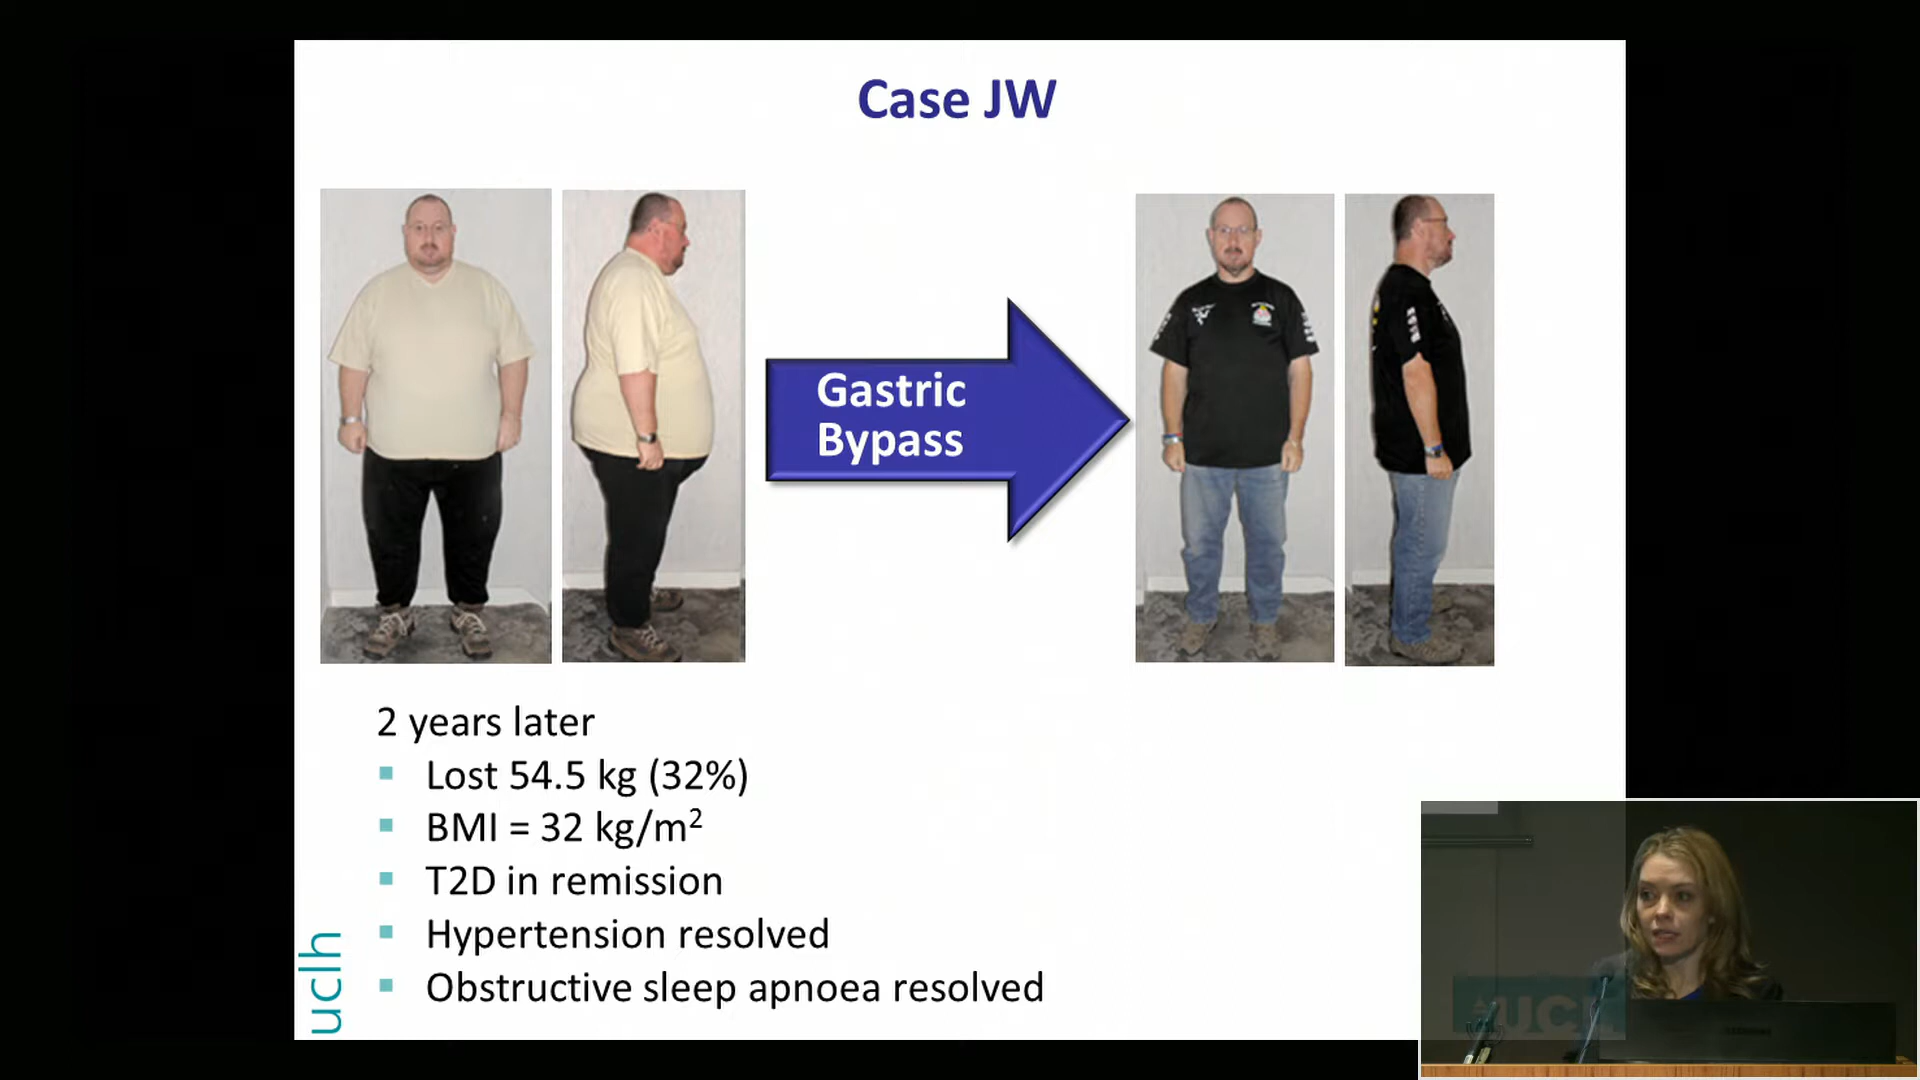 Case JW
Gastric
Bypass
2 years later
Lost 54.5 kg (32%)
BMI = 32 kg/m²
T2D in remission
Hypertension resolved
Obstructive sleep apnoea resolved
uclh
UCL